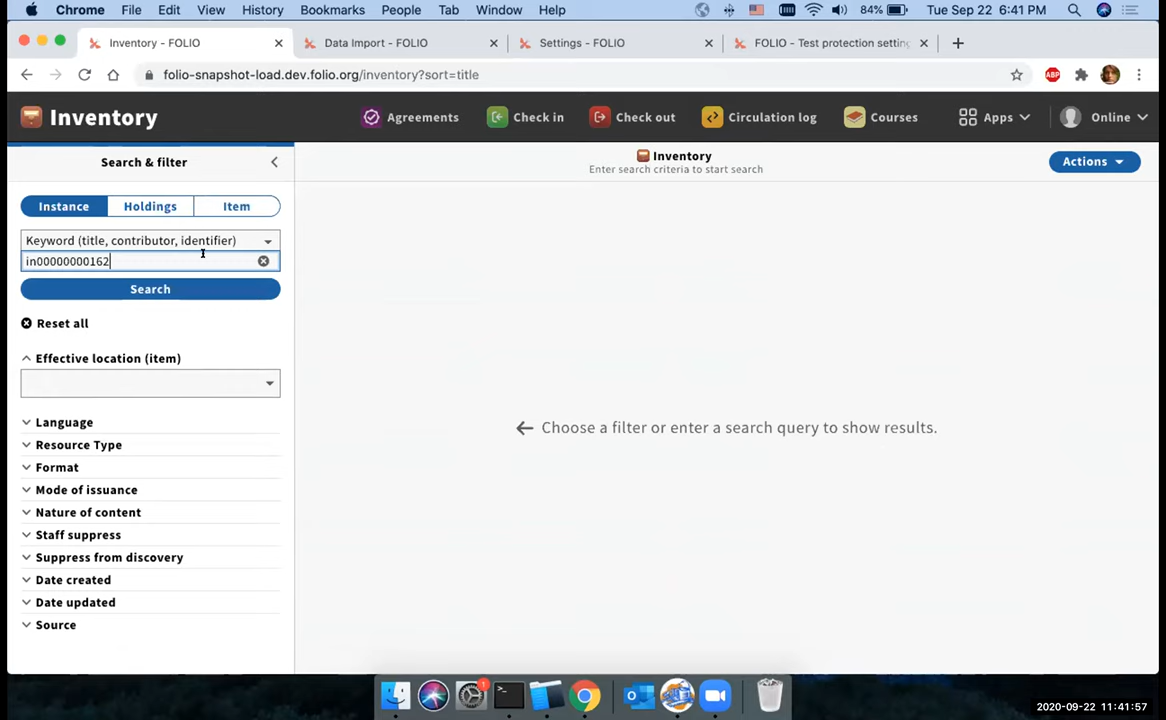 Chrome File Edit View History Bookmarks People Tab Window Help 84% Tue Sep 22 6:41 PM
Inventory - FOLIO Data Import - FOLIO Settings - FOLIO FOLIO - Test protection setting
folio-snapshot-load.dev.folio.org/inventory?sort=title ABP
Inventory Agreements Check in Check out Circulation log Courses Apps Online
Search & filter
Inventory
Enter search criteria to start search
Actions
Instance Holdings Item
Keyword (title, contributor, identifier)
in00000000162
Search
Reset all
Effective location (item)
Language
Resource Type
Format
Mode of issuance
Nature of content
Staff suppress
Suppress from discovery
Date created
Date updated
Source
Choose a filter or enter a search query to show results.
1
2020-09-22 11:41:57